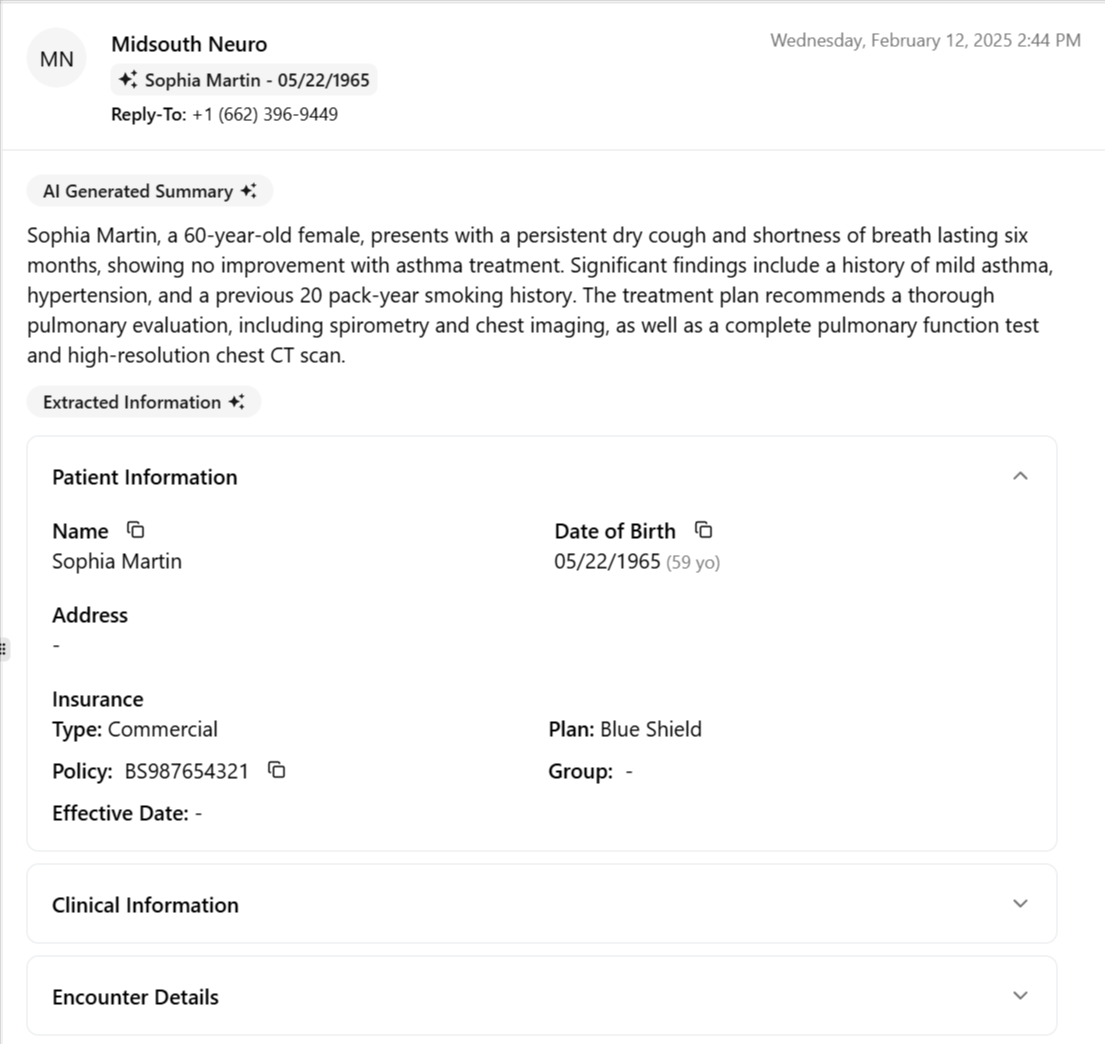 MN
Midsouth Neuro
Wednesday, February 12, 2025 2:44 PM
Sophia Martin - 05/22/1965
Reply-To: +1 (662) 396-9449
AI Generated Summary
Sophia Martin, a 60-year-old female, presents with a persistent dry cough and shortness of breath lasting six
months, showing no improvement with asthma treatment. Significant findings include a history of mild asthma,
hypertension, and a previous 20 pack-year smoking history. The treatment plan recommends a thorough
pulmonary evaluation, including spirometry and chest imaging, as well as a complete pulmonary function test
and high-resolution chest CT scan.
Extracted Information
Patient Information
Name
Date of Birth
Sophia Martin
05/22/1965 (59 yo)
Address
-
Insurance
Type: Commercial
Plan: Blue Shield
Policy: BS987654321
Group: -
Effective Date: -
Clinical Information
Encounter Details